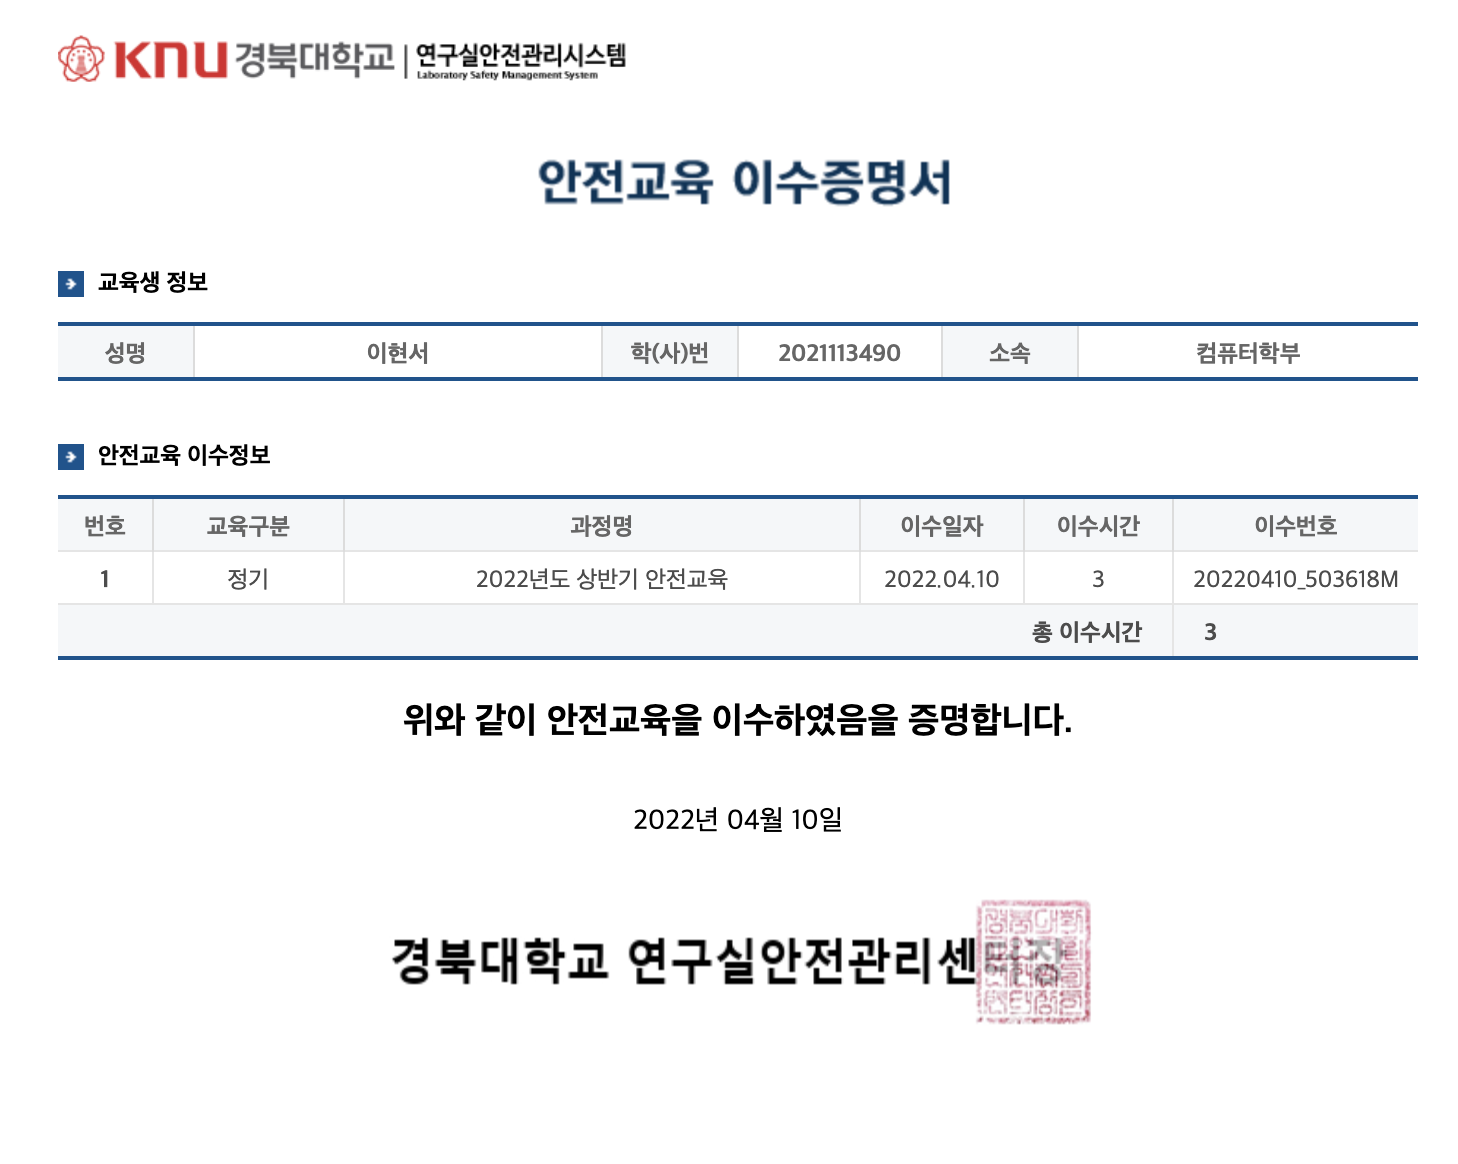 KNU 경북대학교 연구실안전관리시스템
Laboratory Safety Management System
안전교육 이수증명서
교육생 정보
성명 이현서 학(사)번 2021113490 소속 컴퓨터학부
안전교육 이수정보
번호 교육구분 과정명 이수일자 이수시간 이수번호
1 정기 2022년도 상반기 안전교육 2022.04.10 3 20220410_503618M
총 이수시간 3
위와 같이 안전교육을 이수하였음을 증명합니다.
2022년 04월 10일
경북대학교 연구실안전관리센터장